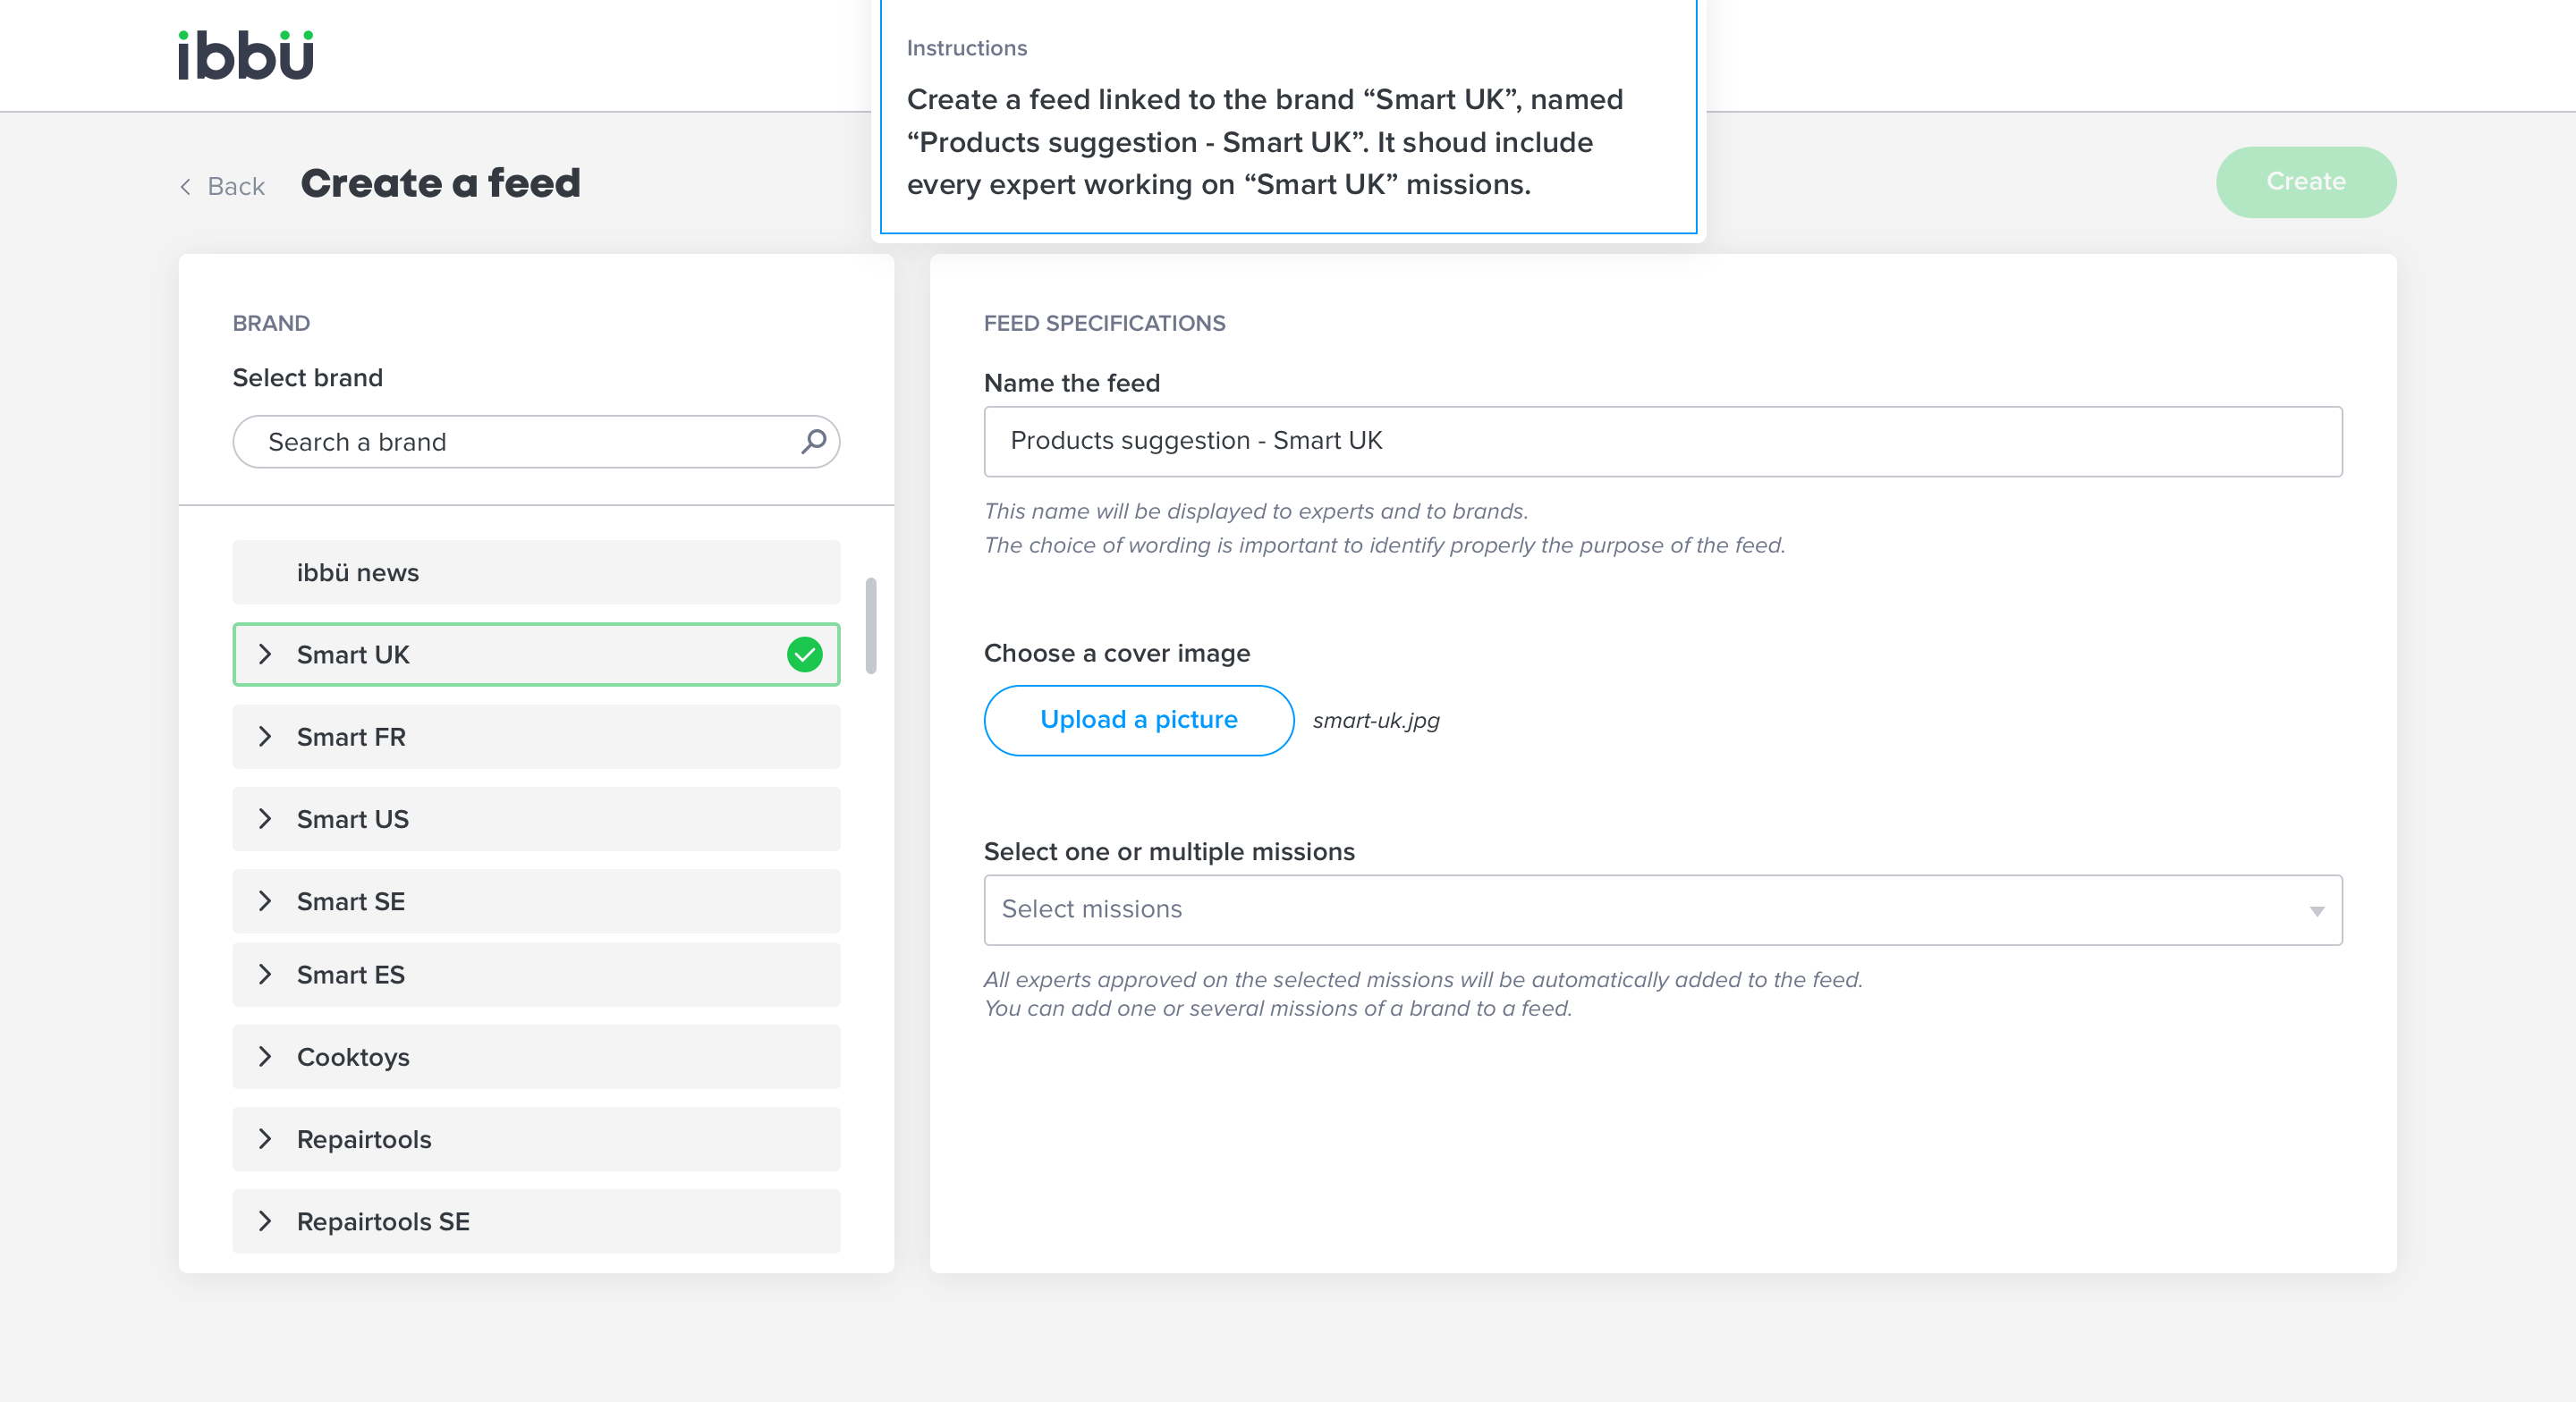 ibbü
Instructions
Create a feed linked to the brand “Smart UK”, named
“Products suggestion - Smart UK”. It shoud include
every expert working on “Smart UK” missions.
Back
Create a feed
Create
BRAND
Select brand
Search a brand
ibbü news
Smart UK
Smart FR
Smart US
Smart SE
Smart ES
Cooktoys
Repairtools
Repairtools SE
FEED SPECIFICATIONS
Name the feed
Products suggestion - Smart UK
This name will be displayed to experts and to brands.
The choice of wording is important to identify properly the purpose of the feed.
Choose a cover image
Upload a picture
smart-uk.jpg
Select one or multiple missions
Select missions
All experts approved on the selected missions will be automatically added to the feed.
You can add one or several missions of a brand to a feed.